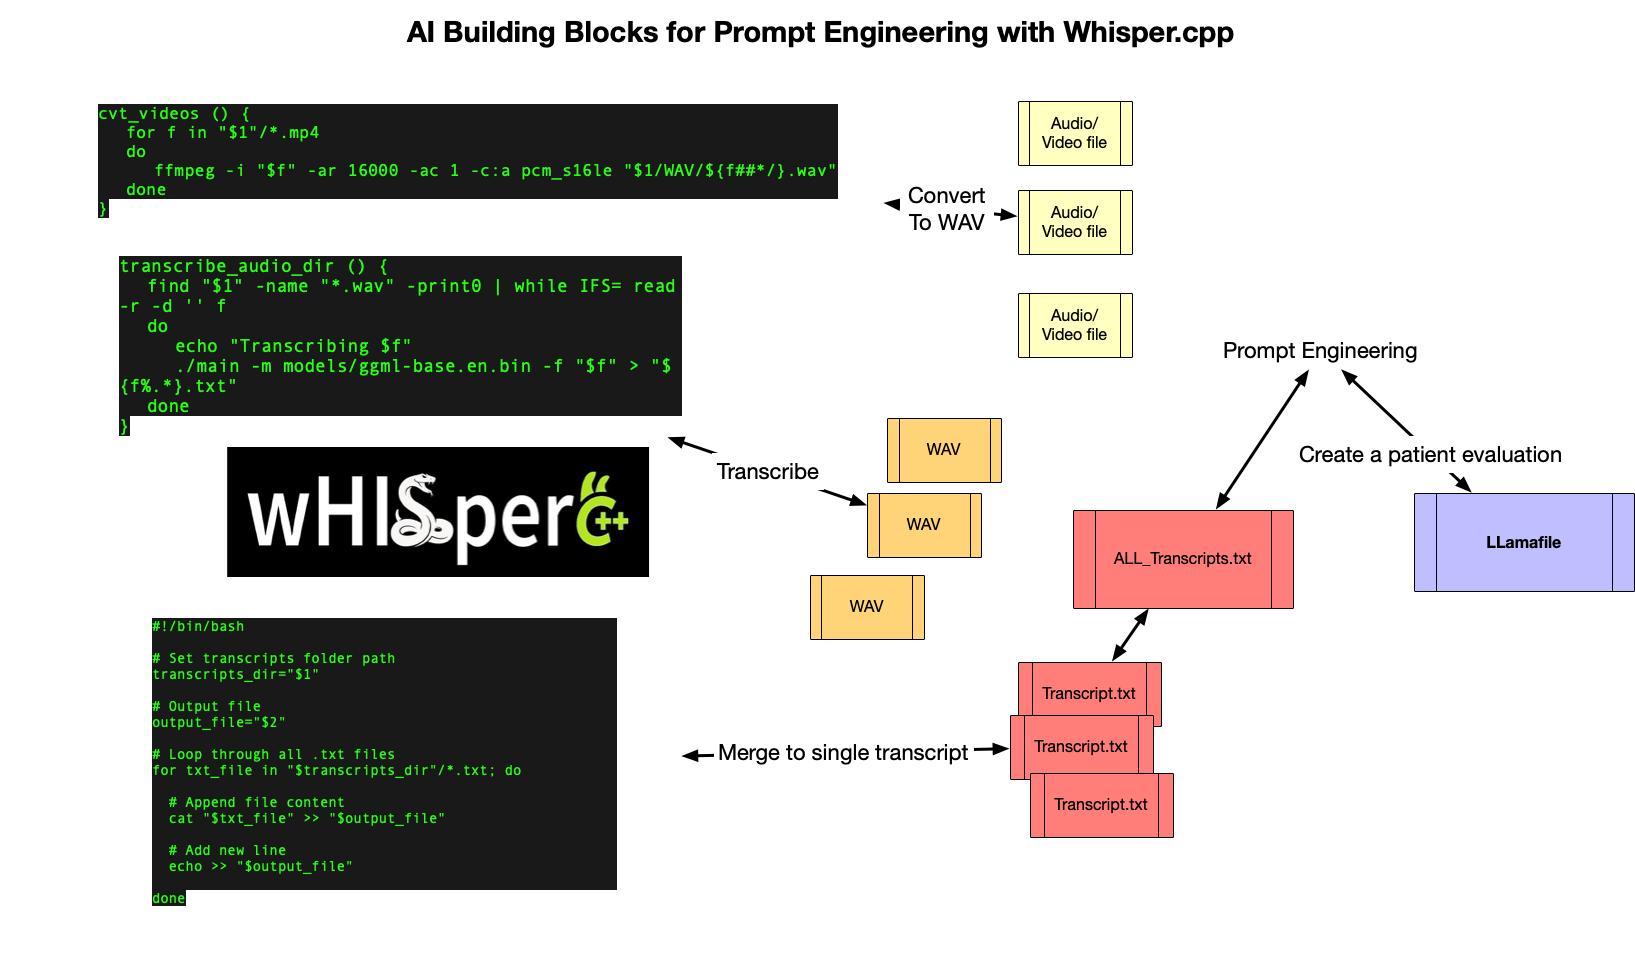 AI Building Blocks for Prompt Engineering with Whisper.cpp
cvt_videos () {
for f in "$1"/*.mp4
do
ffmpeg -i "$f" -ar 16000 -ac 1 -c:a pcm_s16le "$1/WAV/${f##*/}.wav"
done
}
Audio/
Video file
Convert
To WAV
Audio/
Video file
Audio/
Video file
transcribe_audio_dir () {
find "$1" -name "*.wav" -print0 | while IFS= read
-r -d '' f
do
echo "Transcribing $f"
./main -m models/ggml-base.en.bin -f "$f" > "$
{f%.*}.txt"
done
}
Prompt Engineering
Create a patient evaluation
Transcribe
WAV
WAV
WAV
wHISperC++
ALL_Transcripts.txt
LLamafile
#!/bin/bash
# Set transcripts folder path
transcripts_dir="$1"
# Output file
output_file="$2"
# Loop through all .txt files
for txt_file in "$transcripts_dir"/*.txt; do
# Append file content
cat "$txt_file" >> "$output_file"
# Add new line
echo >> "$output_file"
done
Merge to single transcript
Transcript.txt
Transcript.txt
Transcript.txt